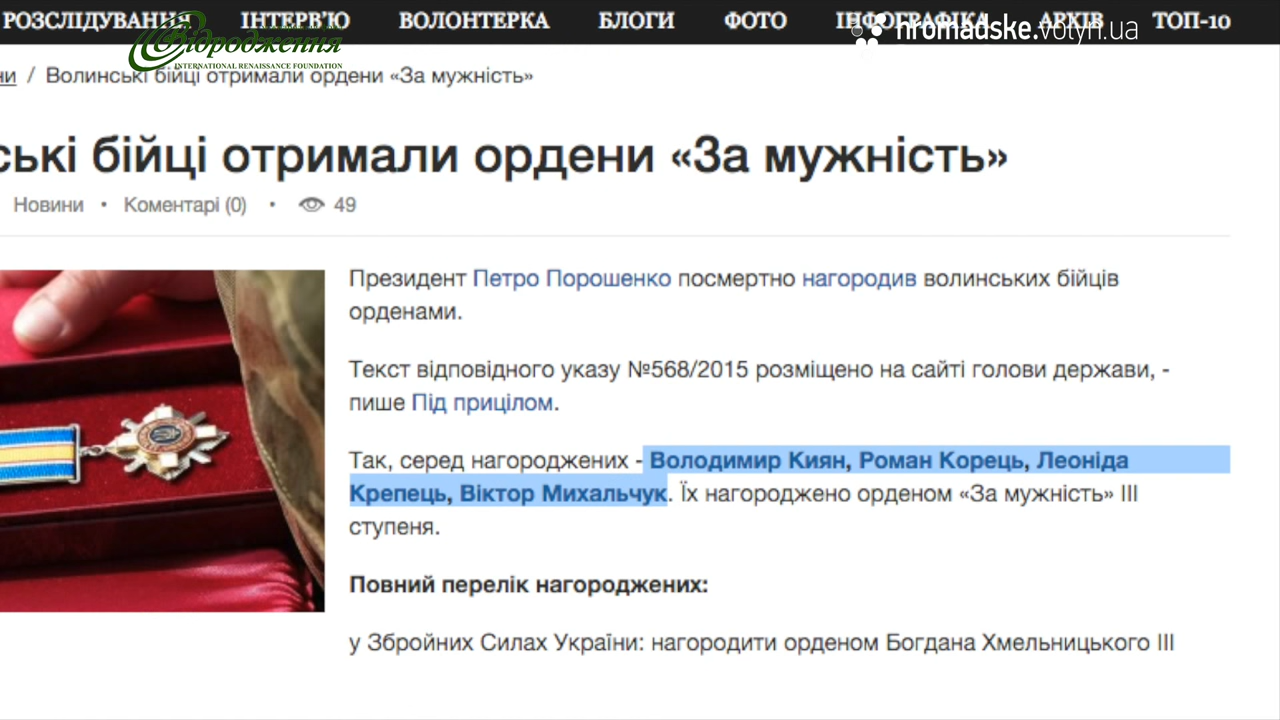 РОЗСЛІДУВАННЯ ІНТЕРВ'Ю ВОЛОНТЕРКА БЛОГИ ФОТО ІНФОГРАФІКА АРХІВ ТОП-10
Відродження
INTERNATIONAL RENAISSANCE FOUNDATION
hromadske.volyn.ua
ни / Волинські бійці отримали ордени «За мужність»
ські бійці отримали ордени «За мужність»
Новини • Коментарі (0) • 49
Президент Петро Порошенко посмертно нагородив волинських бійців
орденами.
Текст відповідного указу №568/2015 розміщено на сайті голови держави, -
пише Під прицілом.
Так, серед нагороджених - Володимир Киян, Роман Корець, Леоніда
Крепець, Віктор Михальчук. Їх нагороджено орденом «За мужність» III
ступеня.
Повний перелік нагороджених:
у Збройних Силах України: нагородити орденом Богдана Хмельницького III